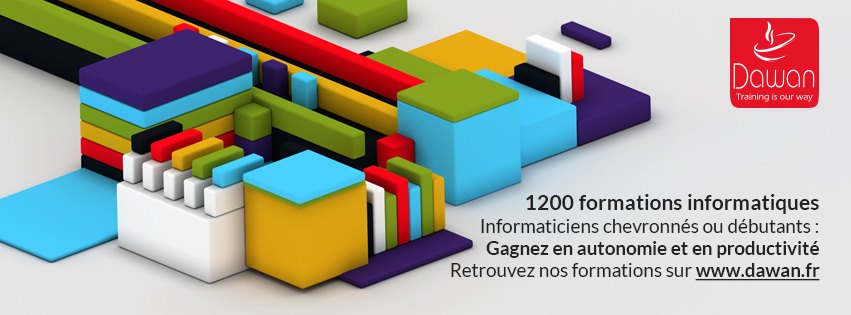 Dawan
Training is our way
1200 formations informatiques
Informaticiens chevronnés ou débutants :
Gagnez en autonomie et en productivité
Retrouvez nos formations sur www.dawan.fr